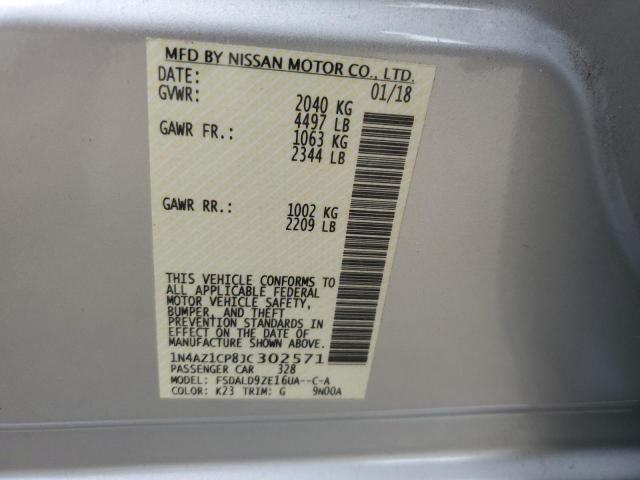 MFD BY NISSAN MOTOR CO., LTD.
DATE: 01/18
GVWR: 2040 KG
4497 LB
GAWR FR.: 1063 KG
2344 LB
GAWR RR.: 1002 KG
2209 LB
THIS VEHICLE CONFORMS TO
ALL APPLICABLE FEDERAL
MOTOR VEHICLE SAFETY,
BUMPER, AND THEFT
PREVENTION STANDARDS IN
EFFECT ON THE DATE OF
MANUFACTURE SHOWN ABOVE.
1N4AZ1CP8JC302571
PASSENGER CAR 328
MODEL: FSDALD9ZE16UA--C-A
COLOR: K23 TRIM: G 9N00A